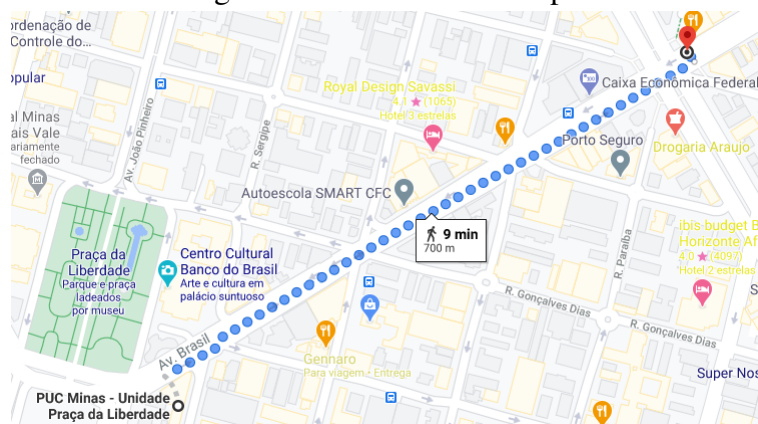 ordenação de
Controle do...
opular
al Minas
ais Vale
ariamente
fechado
Av. João Pinheiro
R. Sergipe
Royal Design Savassi
4,1 ★ (1065)
Hotel 3 estrelas
Caixa Econômica Federal
Porto Seguro
Drogaria Araujo
Autoescola SMART CFC
9 min
700 m
Praça da
Liberdade
Parque e praça
ladeados
por museu
Centro Cultural
Banco do Brasil
Arte e cultura em
palácio suntuoso
R. Paraíba
Ibis-budget B
Horizonte Af
4,0 ★ (4097)
Hotel 2 estrelas
S
R. Gonçalves Dias
R. Gonçalves Dias
Av. Brasil
Gennaro
Para viagem • Entrega
Super Nos
PUC Minas - Unidade
Praça da Liberdade